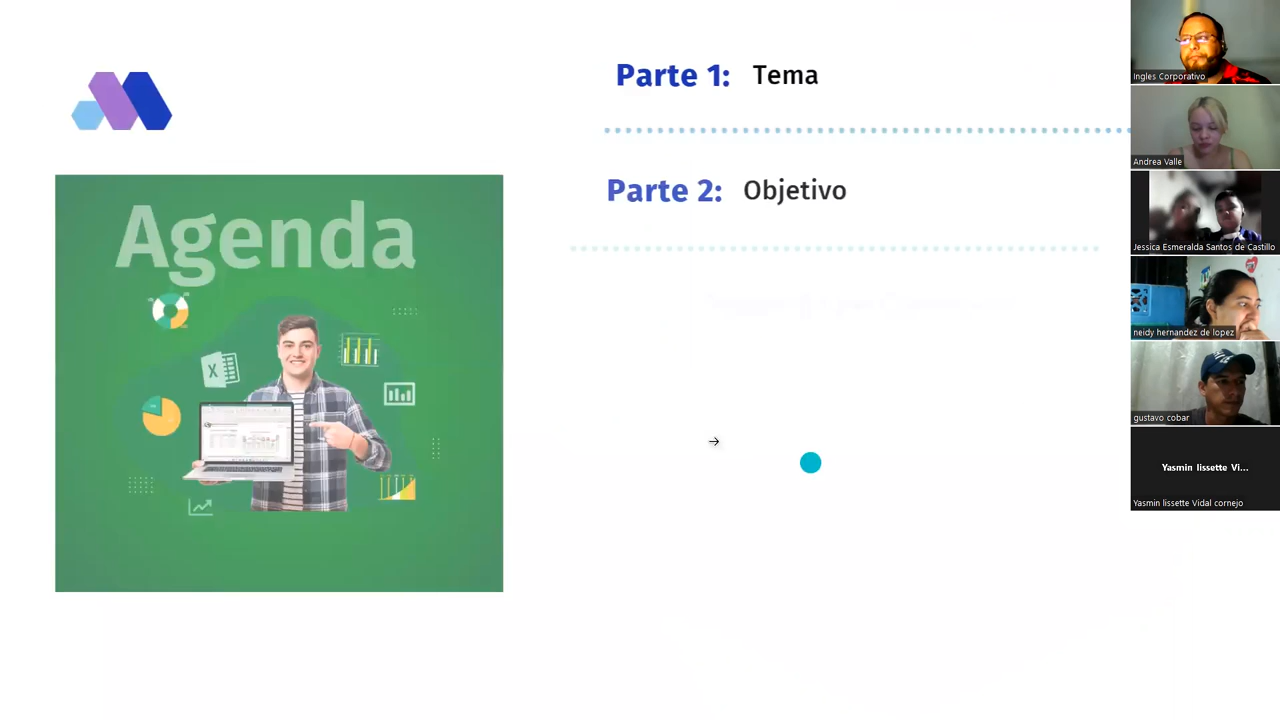 Parte 1: Tema
Parte 2: Objetivo
Agenda
X
Ingles Corporativo
Andrea Valle
Jessica Esmeralda Santos de Castillo
neidy hernandez de lopez
gustavo cobar
Yasmin lissette Vi...
Yasmin lissette Vidal cornejo